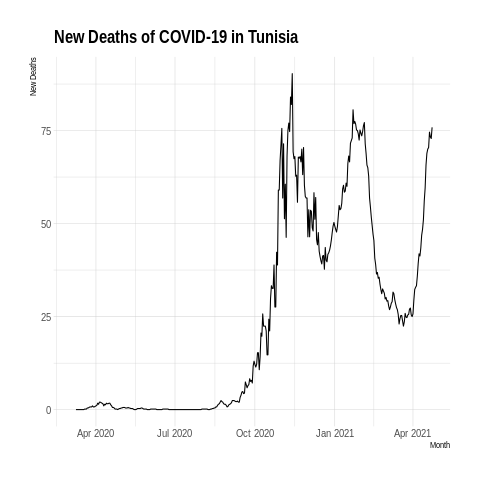 New Deaths of COVID-19 in Tunisia
New Deaths
75
50
25
0
Apr 2020 Jul 2020 Oct 2020 Jan 2021 Apr 2021
Month